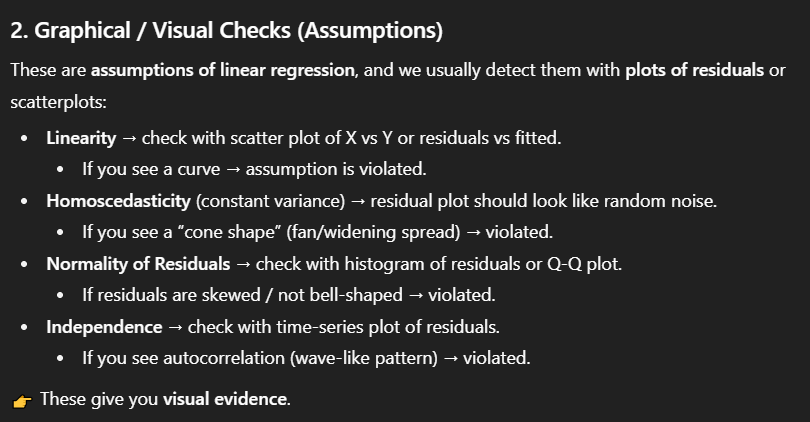 2. Graphical / Visual Checks (Assumptions)
These are assumptions of linear regression, and we usually detect them with plots of residuals or
scatterplots:
• Linearity → check with scatter plot of X vs Y or residuals vs fitted.
• If you see a curve → assumption is violated.
• Homoscedasticity (constant variance) → residual plot should look like random noise.
• If you see a “cone shape” (fan/widening spread) → violated.
• Normality of Residuals → check with histogram of residuals or Q-Q plot.
• If residuals are skewed / not bell-shaped → violated.
• Independence → check with time-series plot of residuals.
• If you see autocorrelation (wave-like pattern) → violated.
👉 These give you visual evidence.